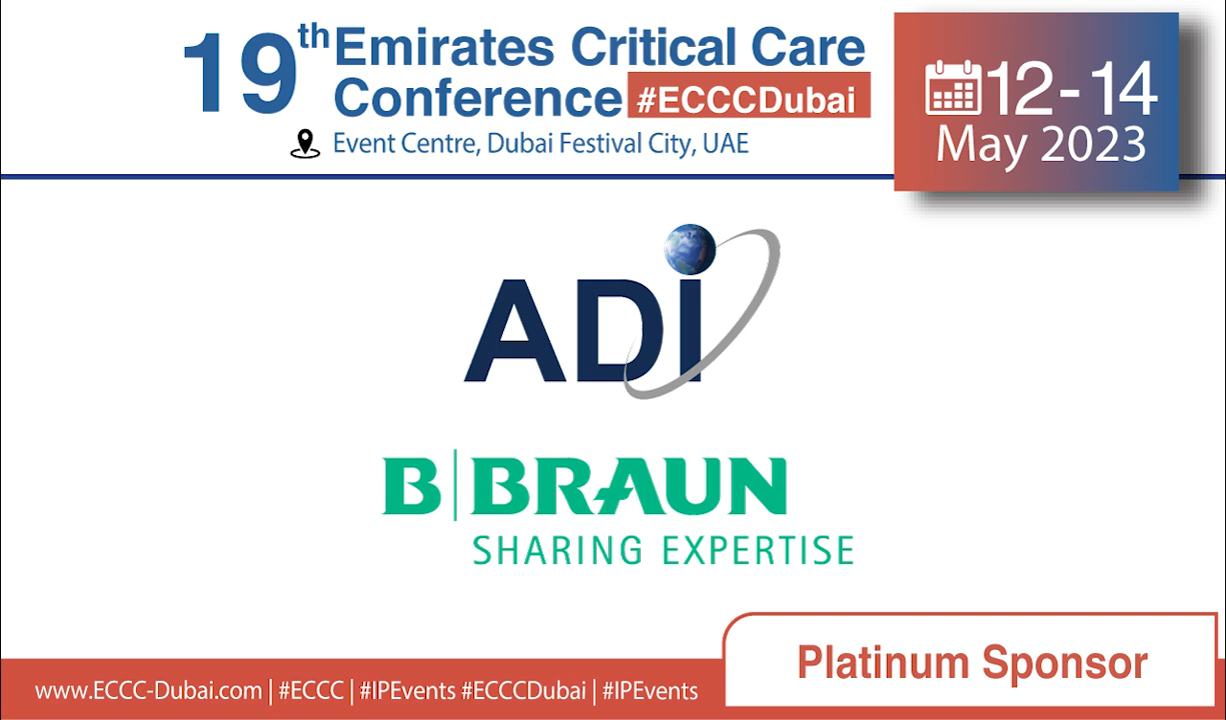 19th Emirates Critical Care
Conference #ECCCDubai
Event Centre, Dubai Festival City, UAE
12-14
May 2023
ADI
B|BRAUN
SHARING EXPERTISE
Platinum Sponsor
www.ECCC-Dubai.com | #ECCC | #IPEvents #ECCCDubai | #IPEvents